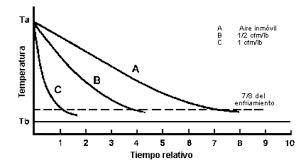 Ta
A Aire inmóvil
B 1/2 cfm/lb
C 1 cfm/lb
Temperatura
A
B
C
7/8 del
enfriamiento
Tb
1 2 3 4 5 6 7 8 9 10
Tiempo relativo